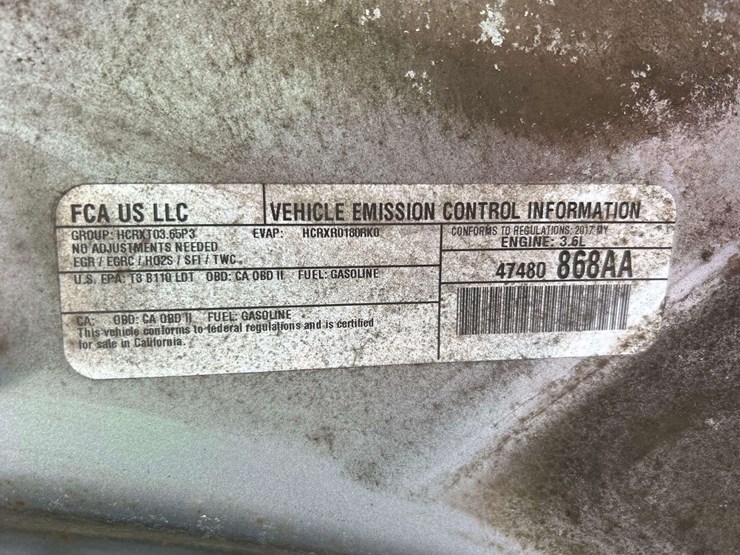 FCA US LLC
VEHICLE EMISSION CONTROL INFORMATION
GROUP: HCRXT03.65P3 EVAP: HCRXR0180RK0
NO ADJUSTMENTS NEEDED
EGR / EGRC / HO2S / SFI / TWC
CONFORMS TO REGULATIONS: 2017 MY
ENGINE: 3.6L
U.S. EPA: T3 B110 LDT OBD: CA OBD II FUEL: GASOLINE
47480 868AA
CA: OBD: CA OBD II FUEL: GASOLINE
This vehicle conforms to federal regulations and is certified
for sale in California.